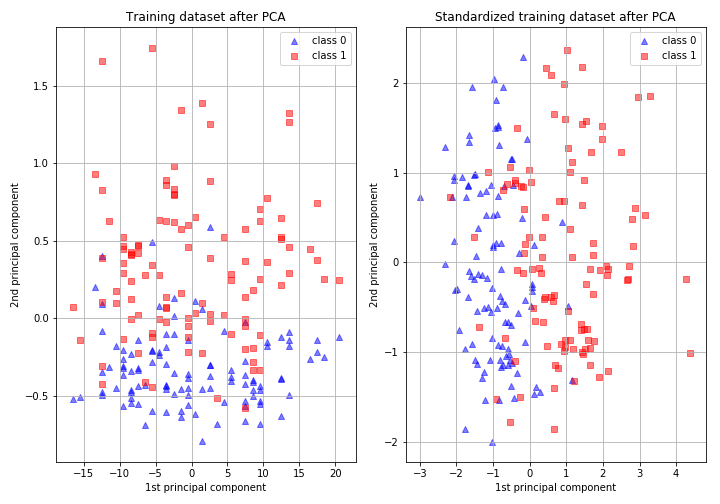 Training dataset after PCA
class 0
class 1
2nd principal component
1.5
1.0
0.5
0.0
−0.5
−15
−10
−5
0
5
10
15
20
1st principal component
Standardized training dataset after PCA
class 0
class 1
2nd principal component
2
1
0
−1
−2
−3
−2
−1
0
1
2
3
4
1st principal component